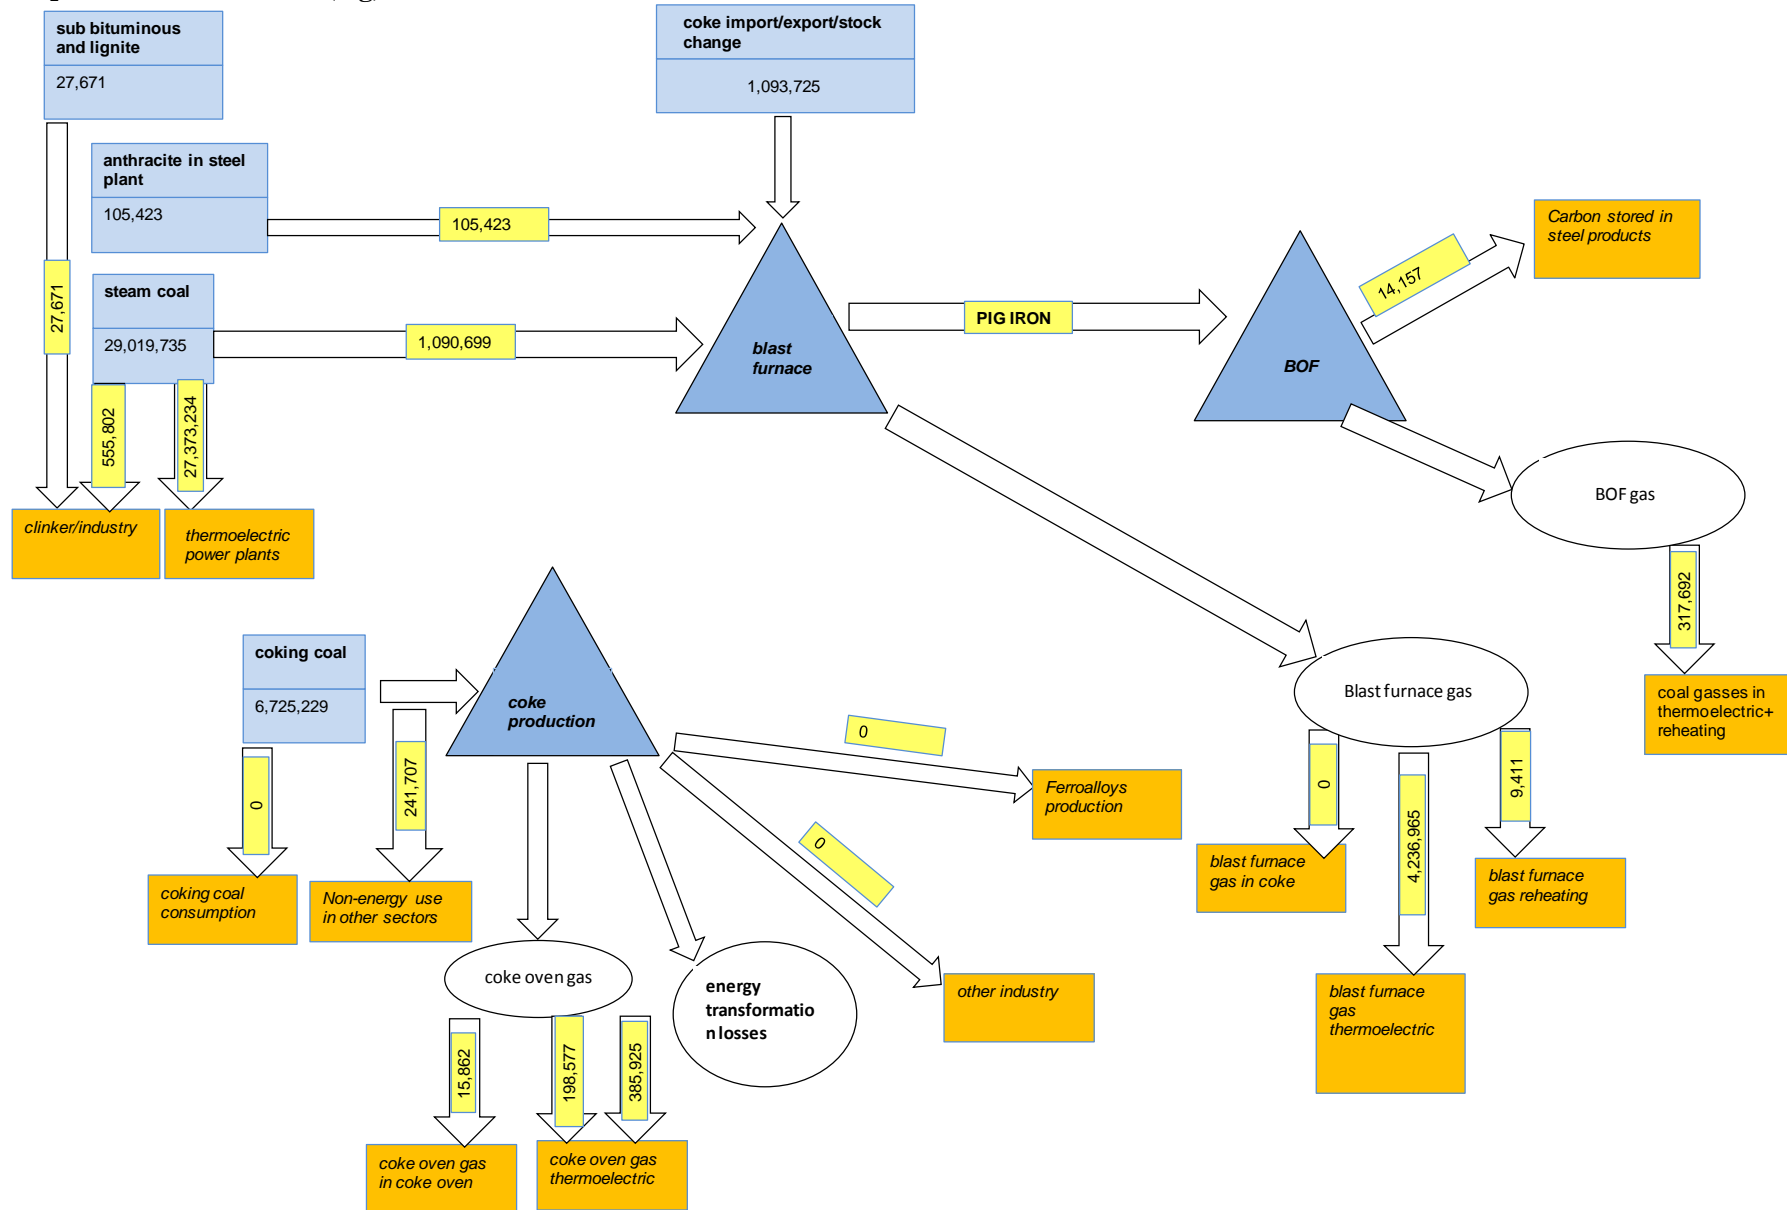 sub bituminous
and lignite
27,671
coke import/export/stock
change
1,093,725
anthracite in steel
plant
105,423
105,423
27,671
steam coal
29,019,735
1,090,699
555,802
27,373,234
clinker/industry
thermoelectric
power plants
blast
furnace
PIG IRON
BOF
14,157
Carbon stored in
steel products
BOF gas
317,692
coal gasses in
thermoelectric+
reheating
coking coal
6,725,229
0
241,707
coking coal
consumption
Non-energy use
in other sectors
coke
production
0
Ferroalloys
production
0
other industry
coke oven gas
energy
transformatio
n losses
15,862
198,577
385,925
coke oven gas
in coke oven
coke oven gas
thermoelectric
Blast furnace gas
0
4,236,965
9,411
blast furnace
gas in coke
blast furnace
gas reheating
blast furnace
gas
thermoelectric